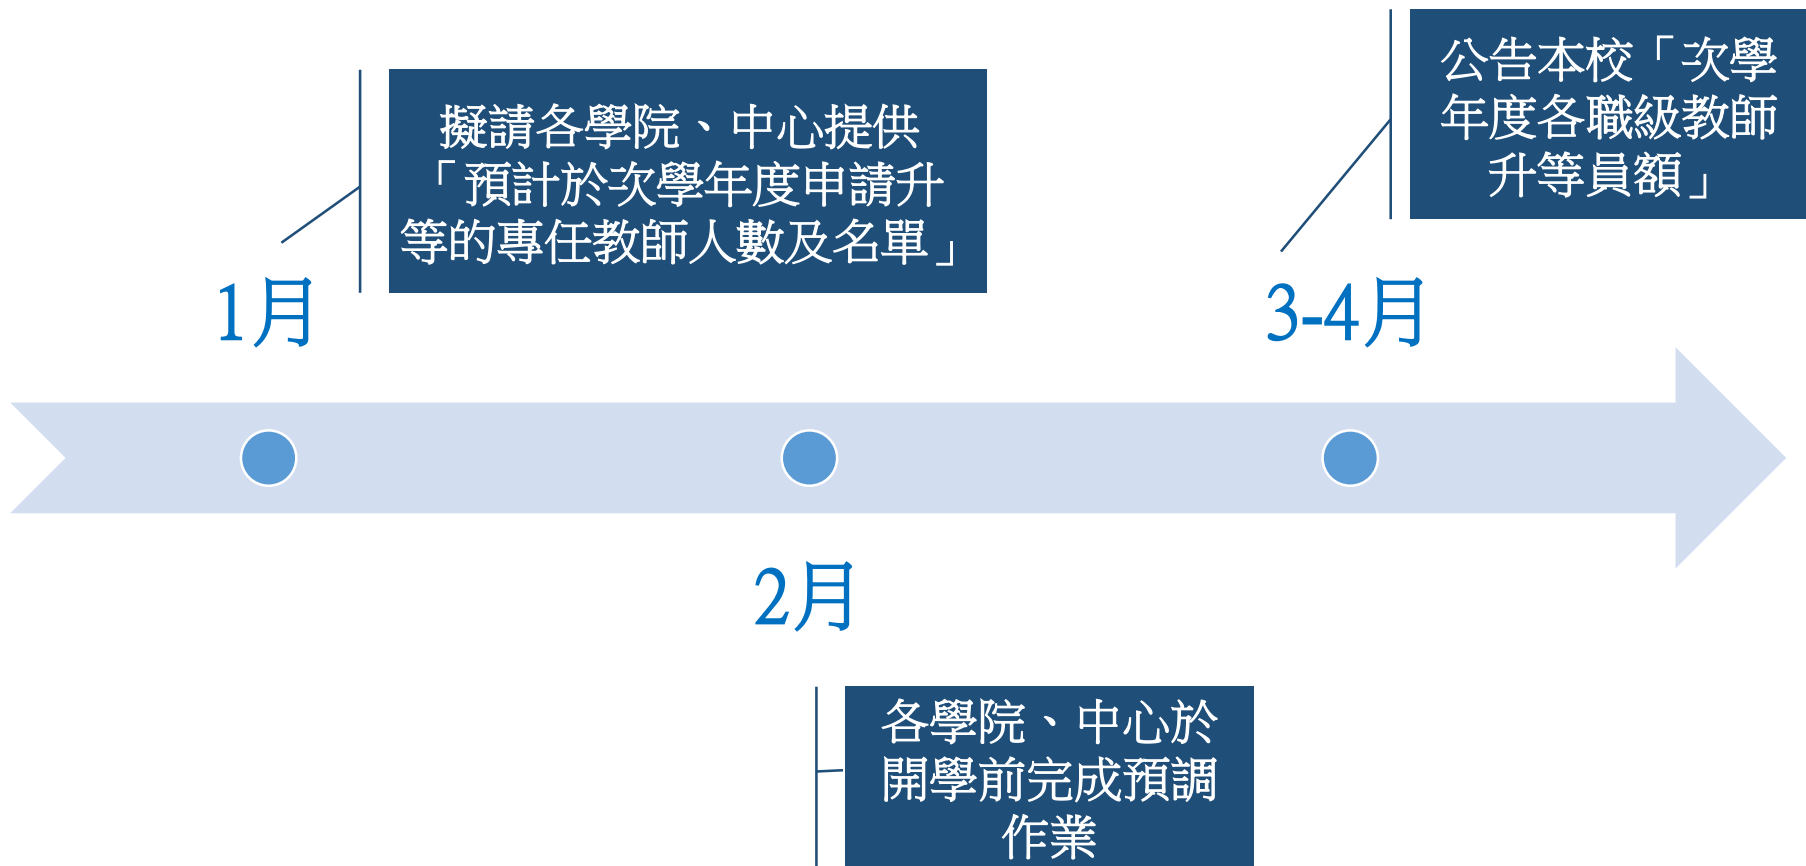 1月
擬請各學院、中心提供
「預計於次學年度申請升
等的專任教師人數及名單」
2月
各學院、中心於
開學前完成預調
作業
3-4月
公告本校「次學
年度各職級教師
升等員額」